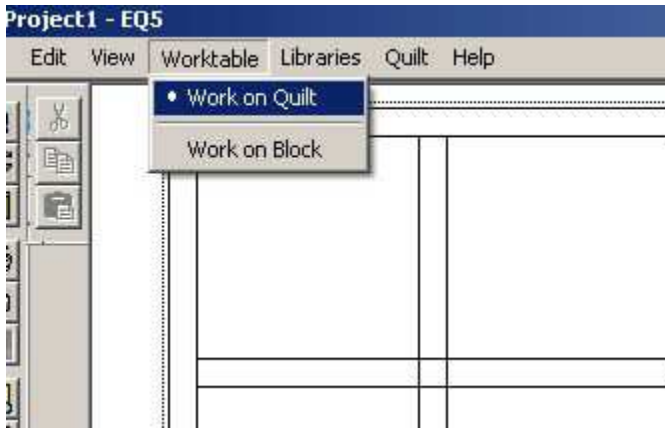 Project1 - EQ5
Edit View Worktable Libraries Quilt Help
Work on Quilt
Work on Block